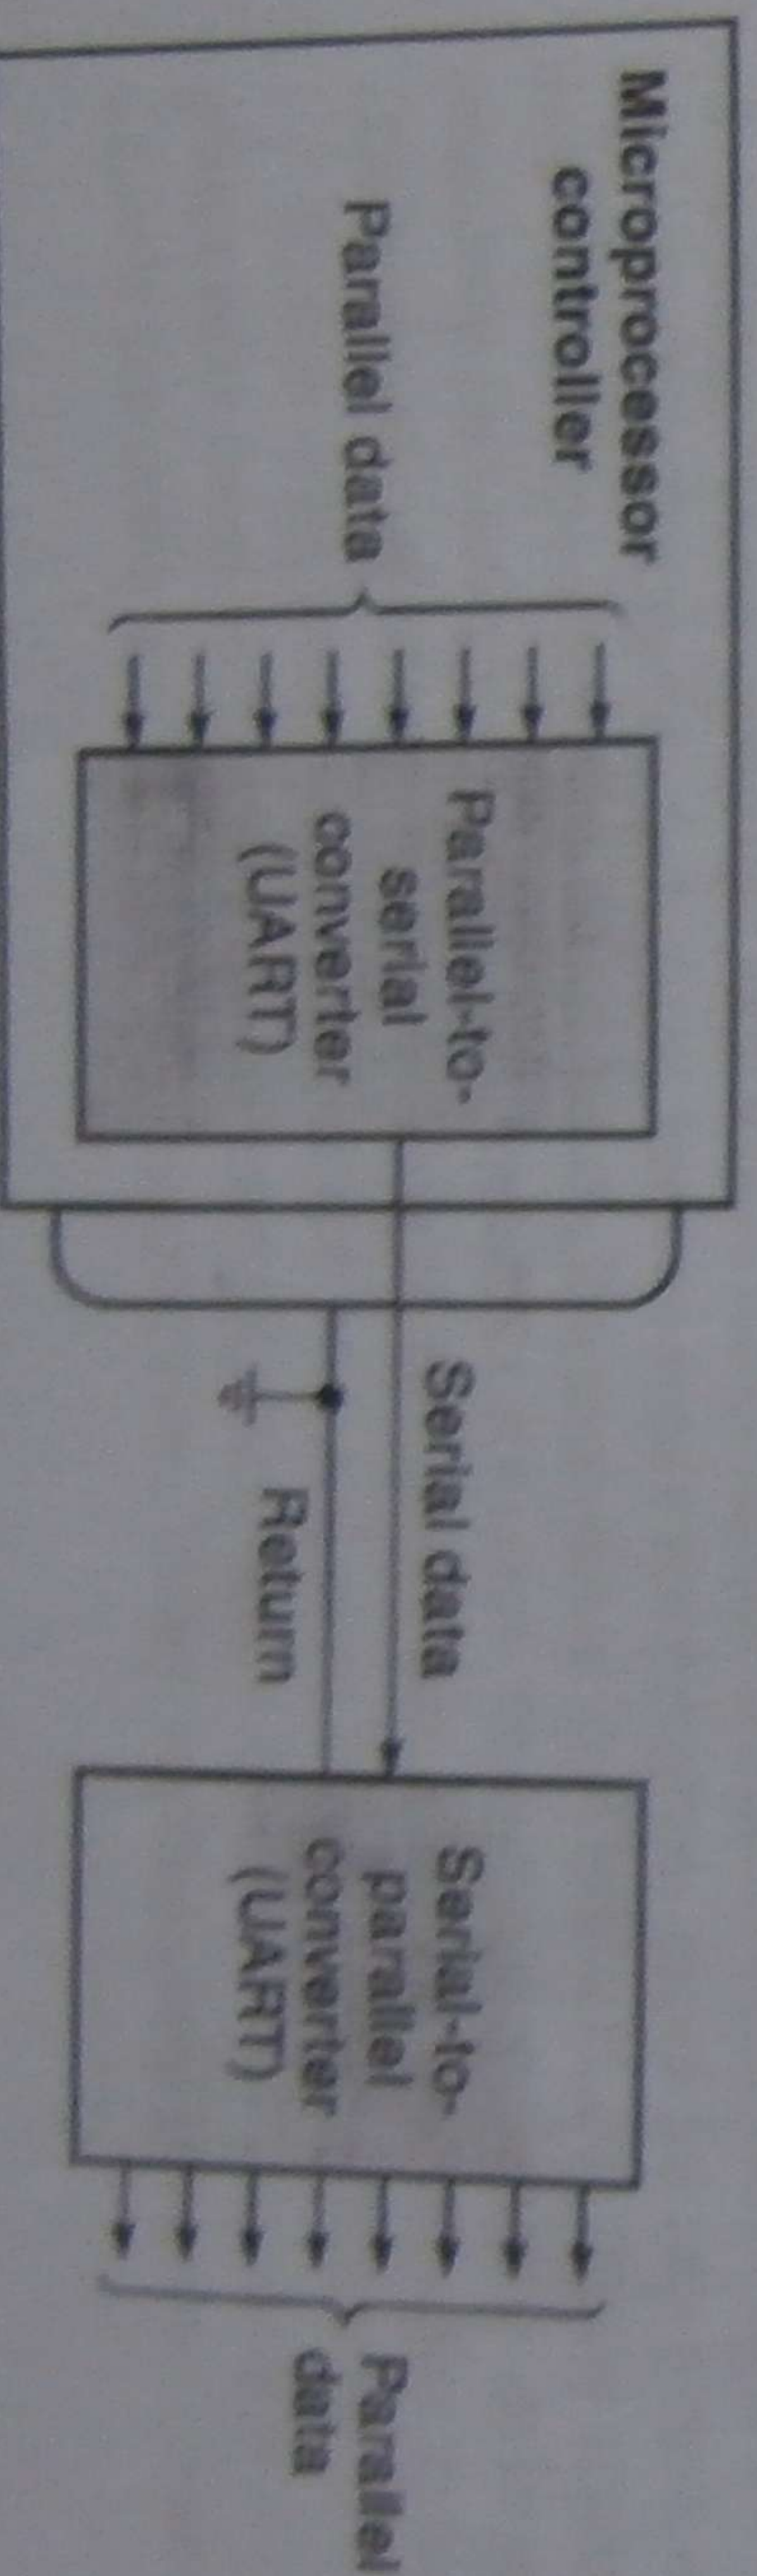 Microprocessor
controller
Parallel data
Parallel-to-
serial
converter
(UART)
Serial data
Return
Serial-to-
parallel
converter
(UART)
Parallel
data